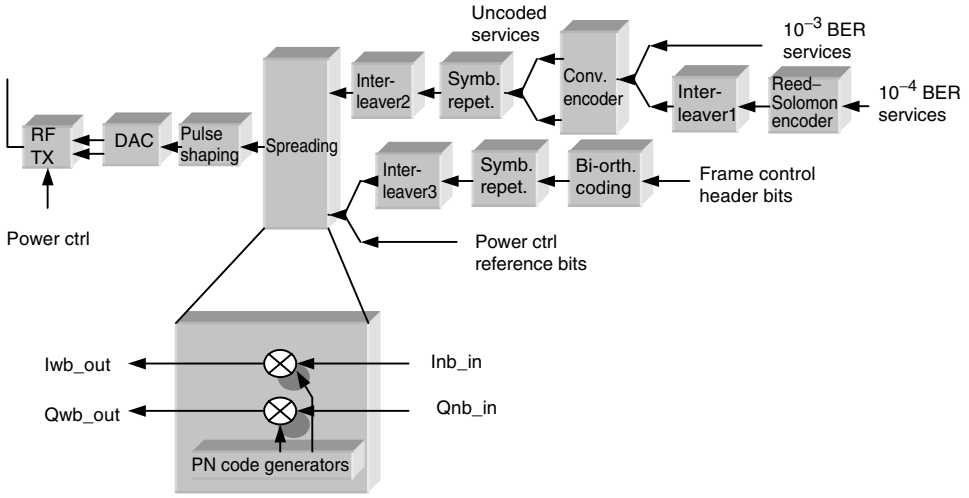 Uncoded
services
10⁻³ BER
services
Inter-
leaver2
Symb.
repet.
Conv.
encoder
Inter-
leaver1
Reed–
Solomon
encoder
10⁻⁴ BER
services
RF
TX
DAC
Pulse
shaping
Spreading
Inter-
leaver3
Symb.
repet.
Bi-orth.
coding
Frame control
header bits
Power ctrl
Power ctrl
reference bits
Iwb_out
Inb_in
Qwb_out
Qnb_in
PN code generators